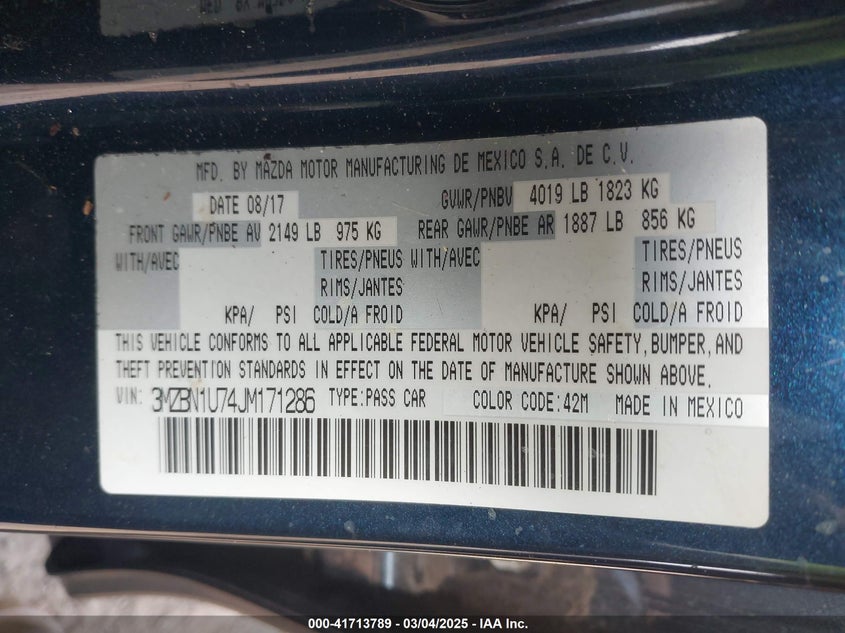 MFD. BY MAZDA MOTOR MANUFACTURING DE MEXICO S.A. DE C.V.
DATE 08/17 GVWR/PNBV 4019 LB 1823 KG
FRONT GAWR/PNBE AV 2149 LB 975 KG REAR GAWR/PNBE AR 1887 LB 856 KG
WITH/AVEC TIRES/PNEUS WITH/AVEC TIRES/PNEUS
RIMS/JANTES RIMS/JANTES
KPA/ PSI COLD/A FROID KPA/ PSI COLD/A FROID
THIS VEHICLE CONFORMS TO ALL APPLICABLE FEDERAL MOTOR VEHICLE SAFETY, BUMPER, AND
THEFT PREVENTION STANDARDS IN EFFECT ON THE DATE OF MANUFACTURE SHOWN ABOVE.
VIN: 3MZBN1U74JM171286 TYPE:PASS CAR COLOR CODE:42M MADE IN MEXICO
000-41713789 - 03/04/2025 - IAA Inc.